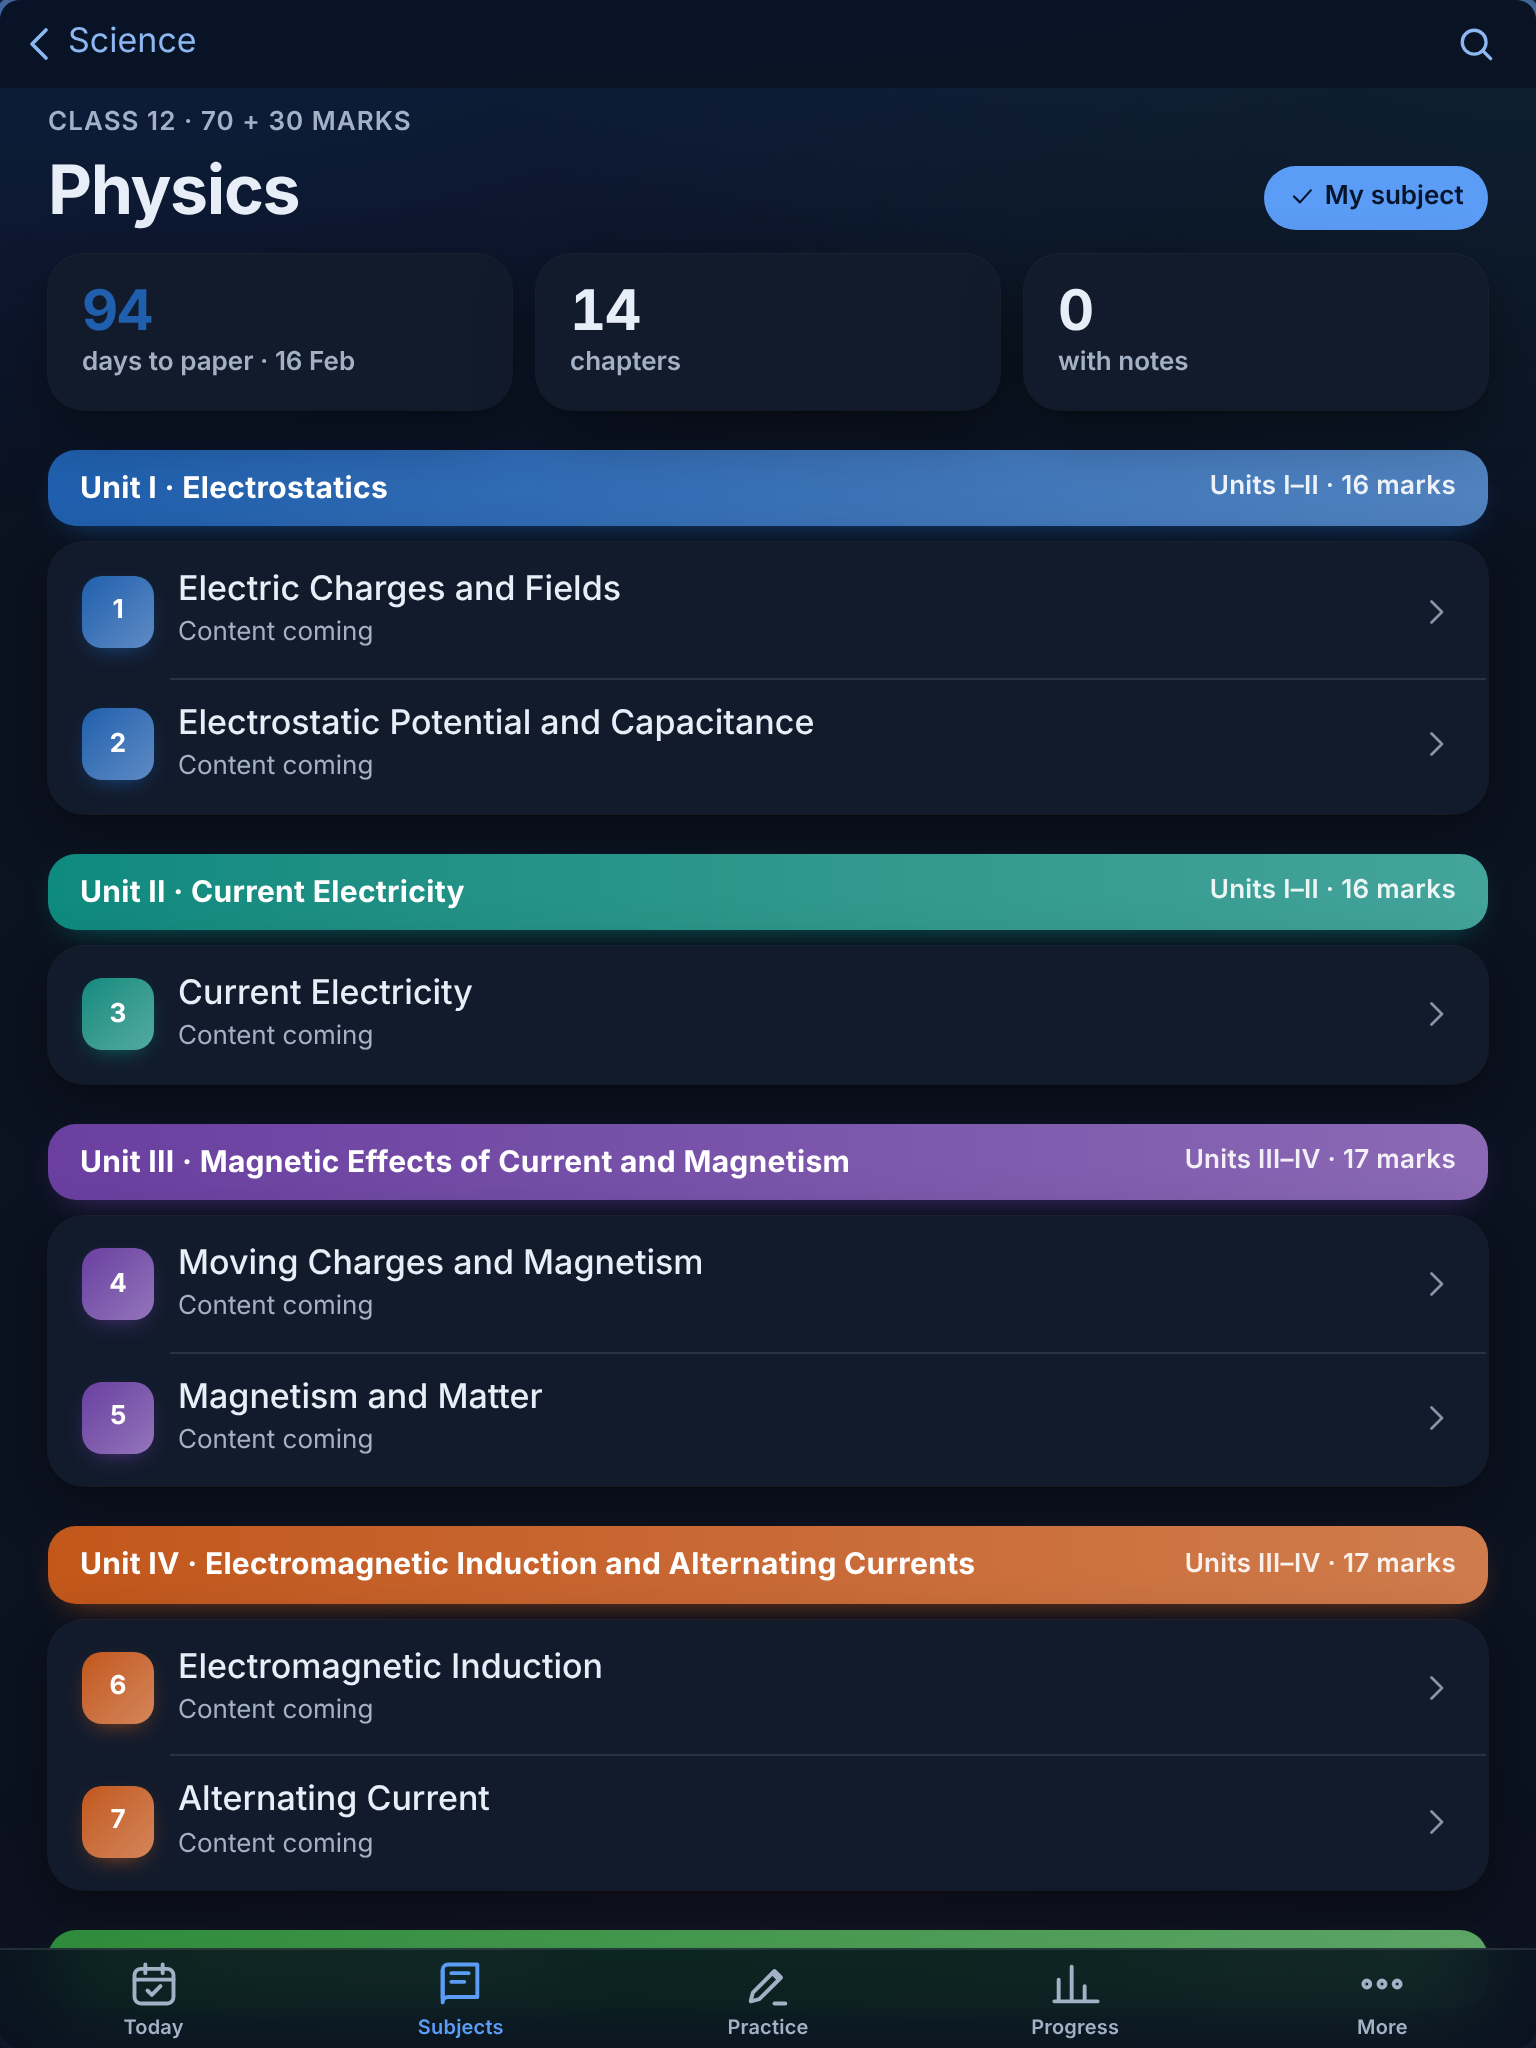 Science
CLASS 12 · 70 + 30 MARKS
Physics
My subject
94
days to paper · 16 Feb
14
chapters
0
with notes
Unit I · Electrostatics
Units I–II · 16 marks
1
Electric Charges and Fields
Content coming
2
Electrostatic Potential and Capacitance
Content coming
Unit II · Current Electricity
Units I–II · 16 marks
3
Current Electricity
Content coming
Unit III · Magnetic Effects of Current and Magnetism
Units III–IV · 17 marks
4
Moving Charges and Magnetism
Content coming
5
Magnetism and Matter
Content coming
Unit IV · Electromagnetic Induction and Alternating Currents
Units III–IV · 17 marks
6
Electromagnetic Induction
Content coming
7
Alternating Current
Content coming
Today
Subjects
Practice
Progress
More